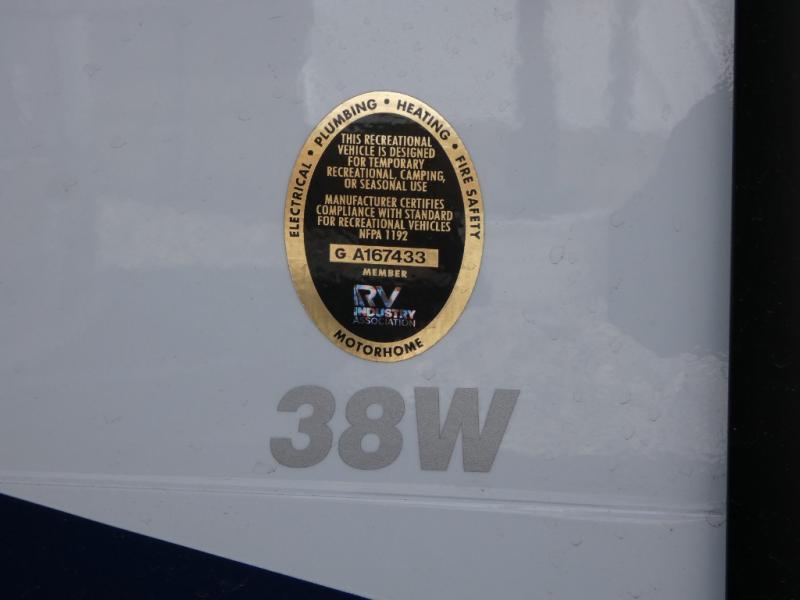 ELECTRICAL • PLUMBING • HEATING • FIRE SAFETY
THIS RECREATIONAL
VEHICLE IS DESIGNED
FOR TEMPORARY
RECREATIONAL, CAMPING,
OR SEASONAL USE
MANUFACTURER CERTIFIES
COMPLIANCE WITH STANDARD
FOR RECREATIONAL VEHICLES
NFPA 1192
G A167433
MEMBER
RV
INDUSTRY
ASSOCIATION
MOTORHOME
38W